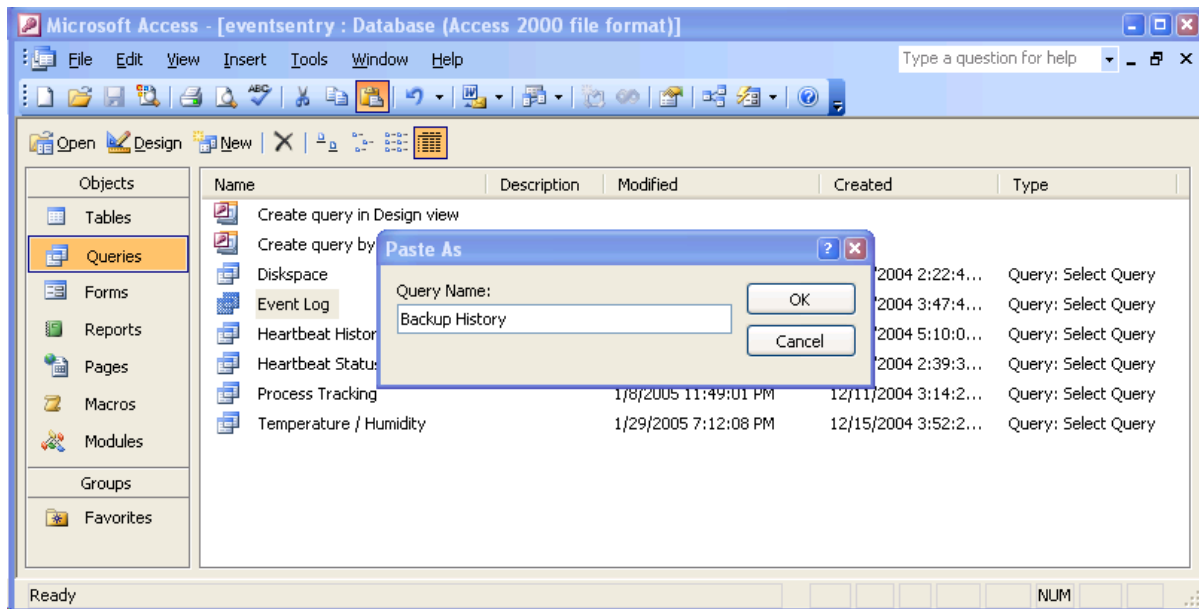 Microsoft Access - [eventsentry : Database (Access 2000 file format)]
File Edit View Insert Tools Window Help Type a question for help
Open Design New
Objects
Tables
Queries
Forms
Reports
Pages
Macros
Modules
Groups
Favorites
Name Description Modified Created Type
Create query in Design view
Create query by
Diskspace /2004 2:22:4... Query: Select Query
Event Log /2004 3:47:4... Query: Select Query
Heartbeat Histor /2004 5:10:0... Query: Select Query
Heartbeat Statu /2004 2:39:3... Query: Select Query
Process Tracking 1/8/2005 11:49:01 PM 12/11/2004 3:14:2... Query: Select Query
Temperature / Humidity 1/29/2005 7:12:08 PM 12/15/2004 3:52:2... Query: Select Query
Paste As
Query Name:
Backup History
OK
Cancel
Ready NUM